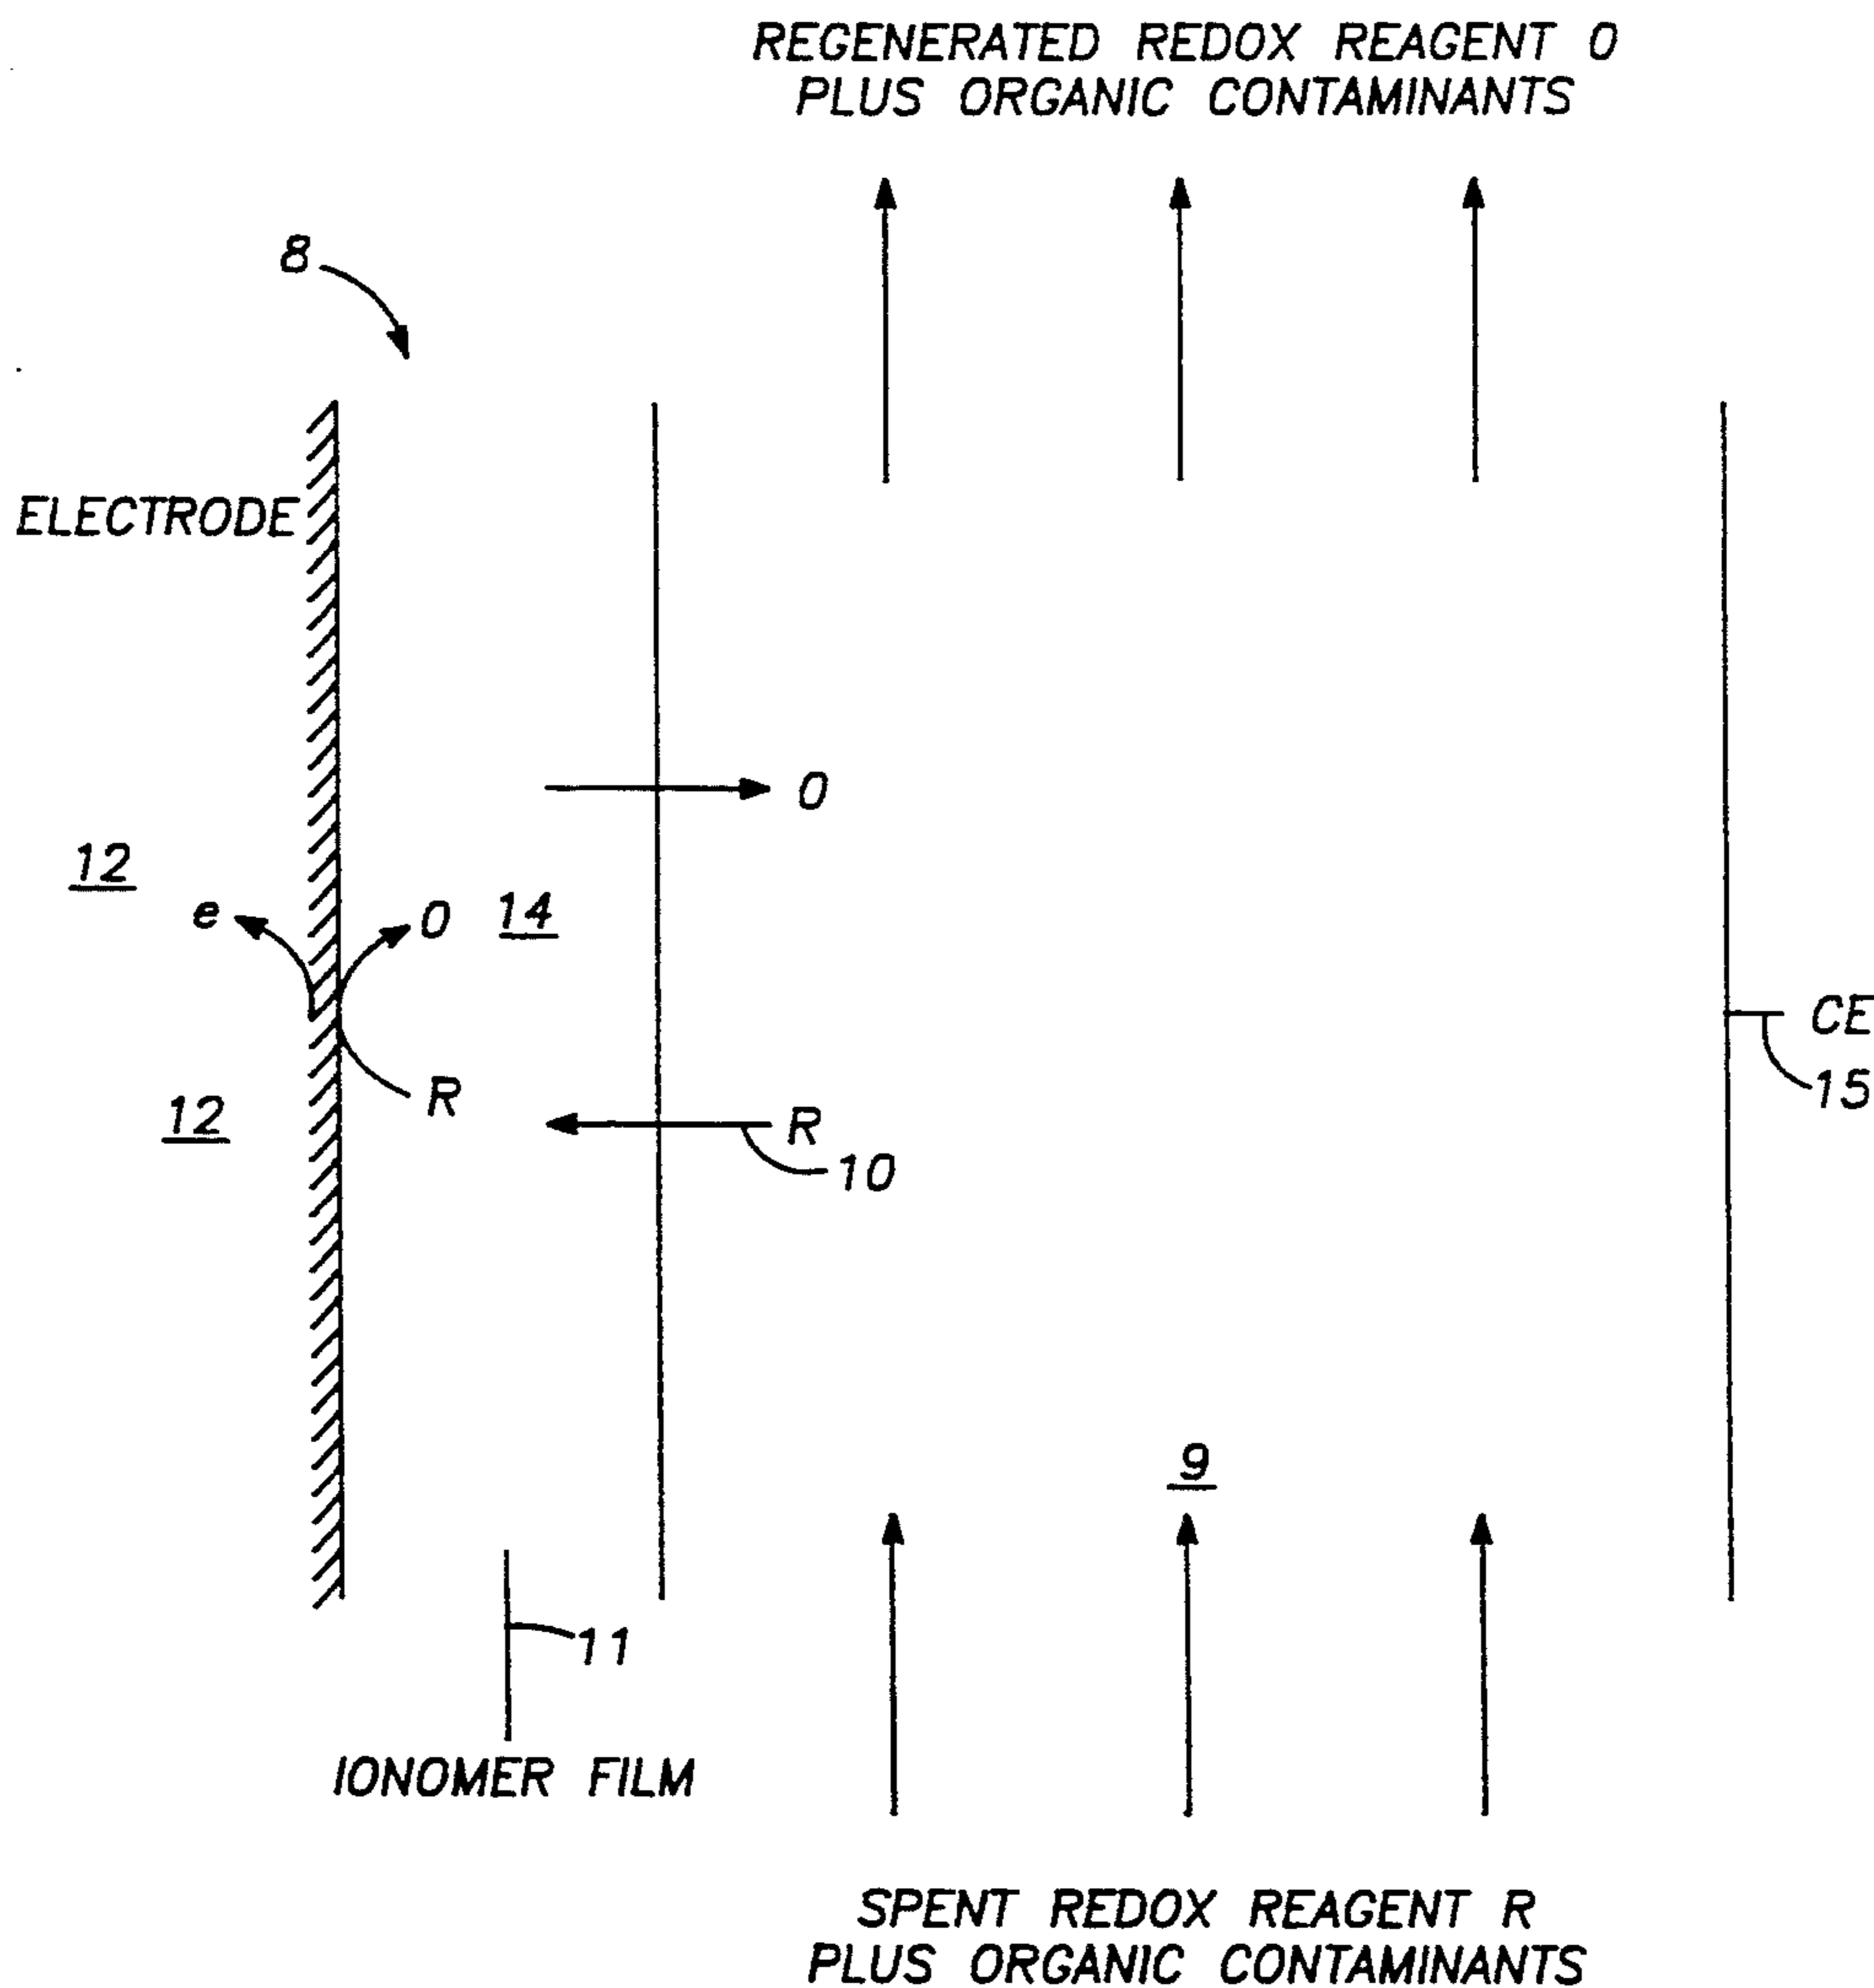 REGENERATED REDOX REAGENT O
PLUS ORGANIC CONTAMINANTS
8
ELECTRODE
O
12
e
O
14
CE
15
R
12
R
10
9
11
IONOMER FILM
SPENT REDOX REAGENT R
PLUS ORGANIC CONTAMINANTS